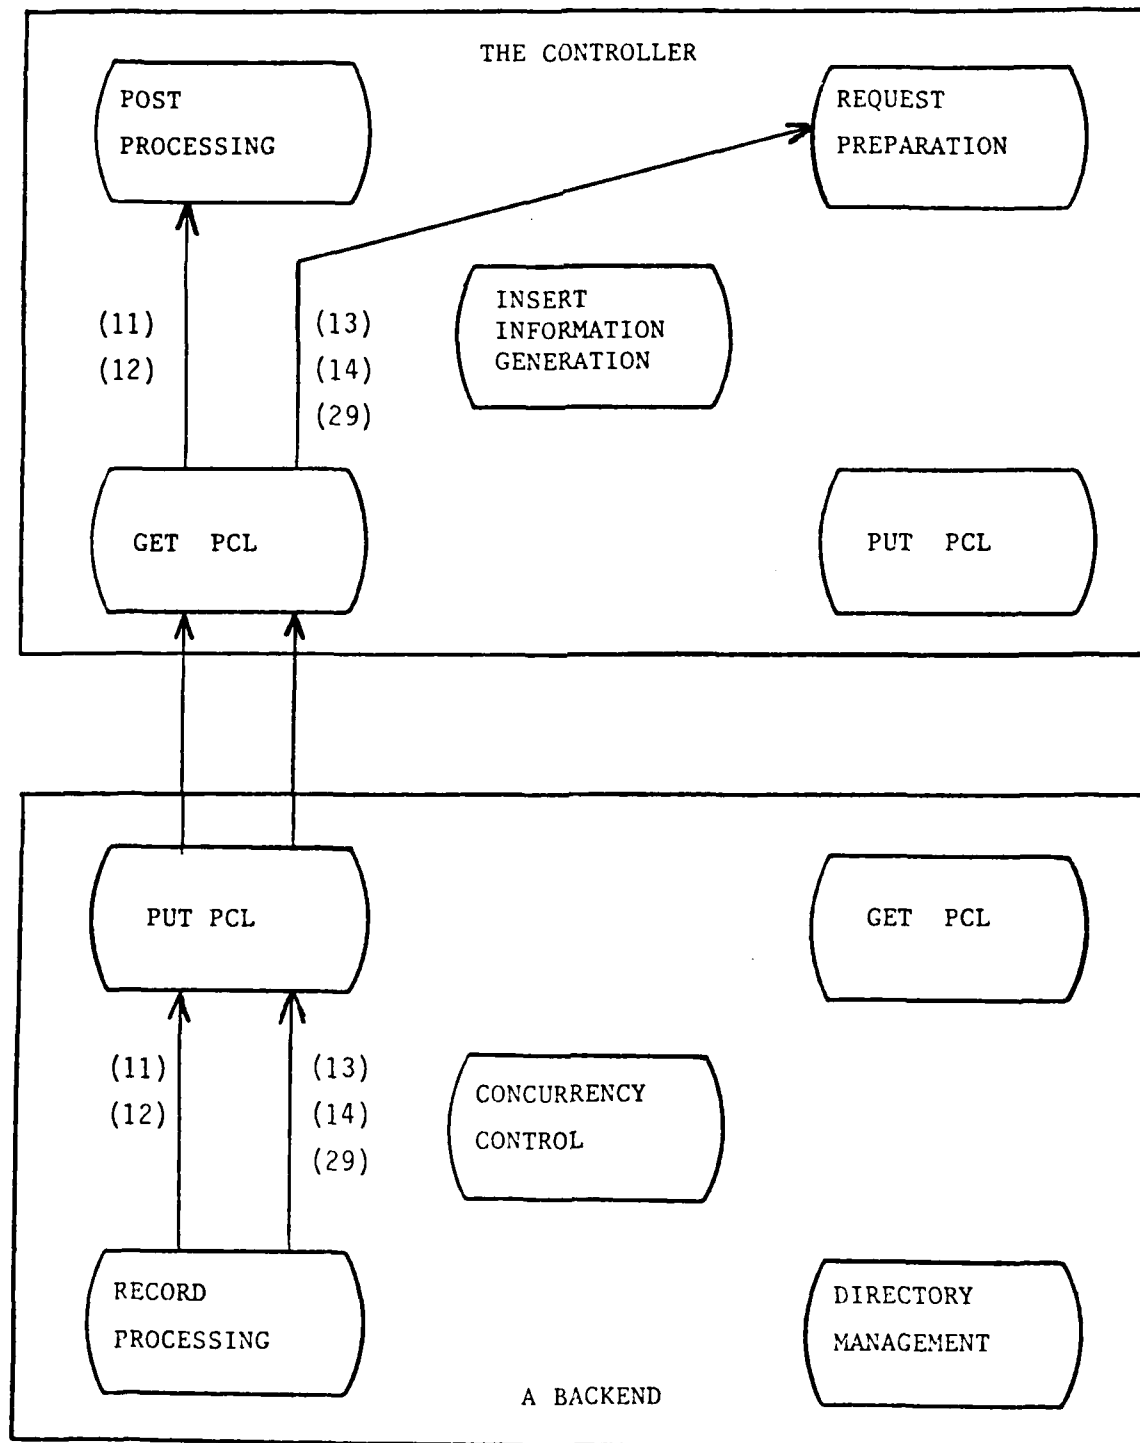 THE CONTROLLER
POST
PROCESSING
REQUEST
PREPARATION
INSERT
INFORMATION
GENERATION
(11)
(12)
(13)
(14)
(29)
GET PCL
PUT PCL
PUT PCL
GET PCL
(11)
(12)
(13)
(14)
(29)
CONCURRENCY
CONTROL
RECORD
PROCESSING
DIRECTORY
MANAGEMENT
A BACKEND